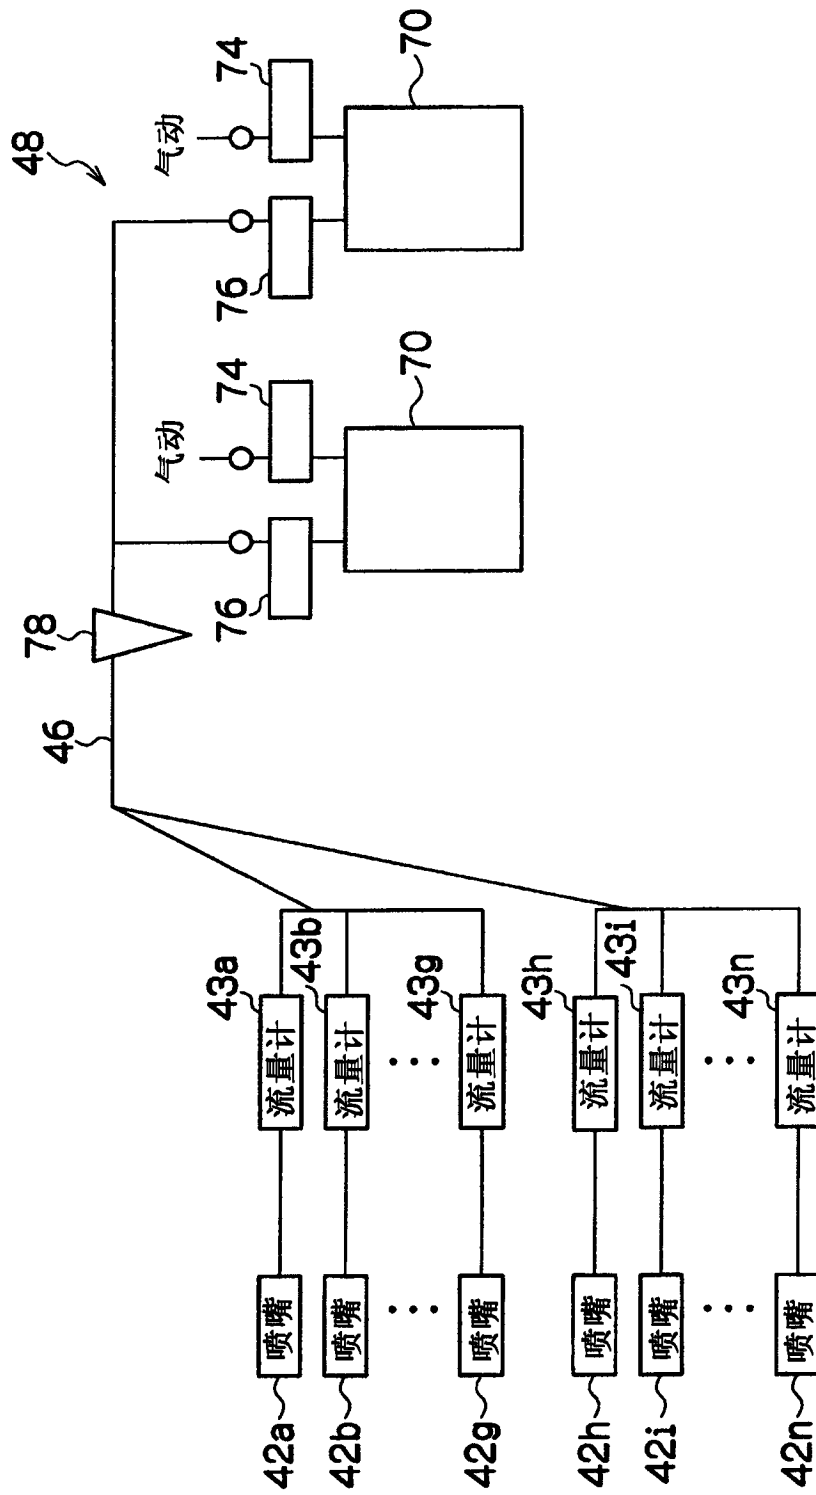 48
78
46
气动 气动
43a 76 74 76 74
42a 喷嘴 流量计
43b
42b 喷嘴 流量计
... ...
43g 70 70
42g 喷嘴 流量计
43h
42h 喷嘴 流量计
43i
42i 喷嘴 流量计
... ...
43n
42n 喷嘴 流量计